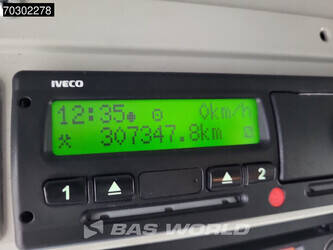 70302278
IVECO
12:35 0km/h
307347.8km
1 2
BAS WORLD